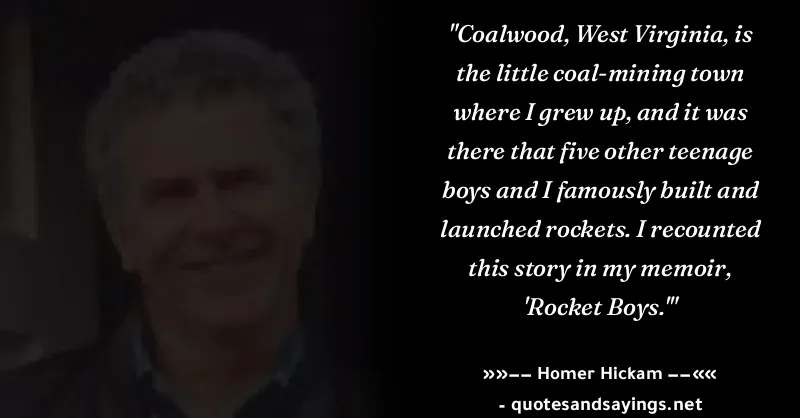 "Coalwood, West Virginia, is
the little coal-mining town
where I grew up, and it was
there that five other teenage
boys and I famously built and
launched rockets. I recounted
this story in my memoir,
'Rocket Boys.'"
»»−− Homer Hickam −−««
- quotesandsayings.net